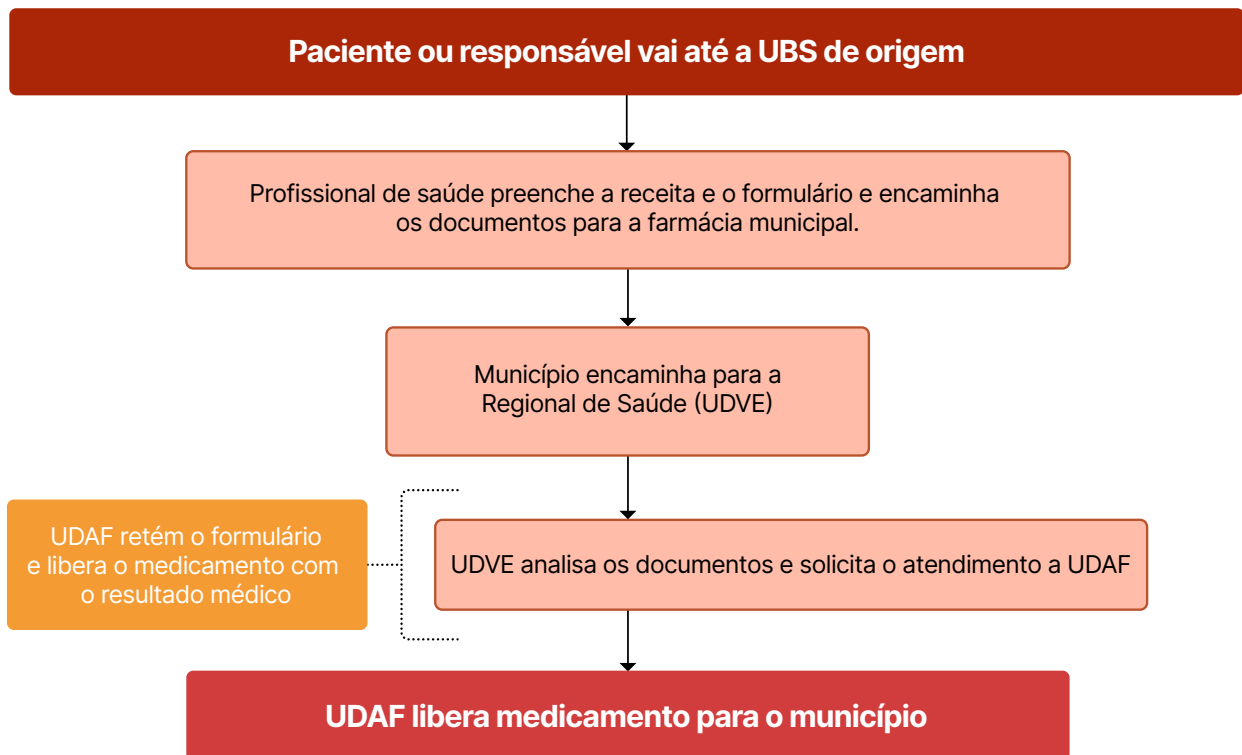 Paciente ou responsável vai até a UBS de origem
Profissional de saúde preenche a receita e o formulário e encaminha
os documentos para a farmácia municipal.
Município encaminha para a
Regional de Saúde (UDVE)
UDAF retém o formulário
e libera o medicamento com
o resultado médico
UDVE analisa os documentos e solicita o atendimento a UDAF
UDAF libera medicamento para o município